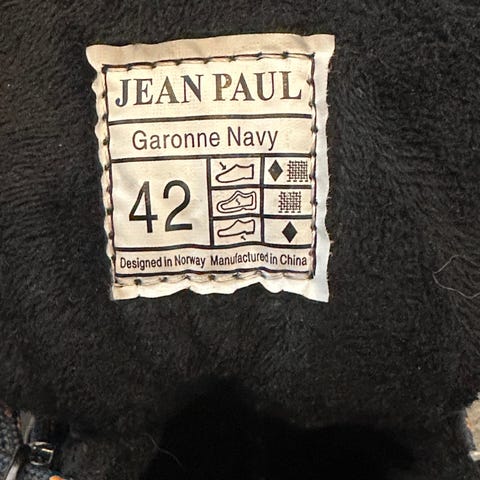 JEAN PAUL
Garonne Navy
42
Designed in Norway Manufactured in China